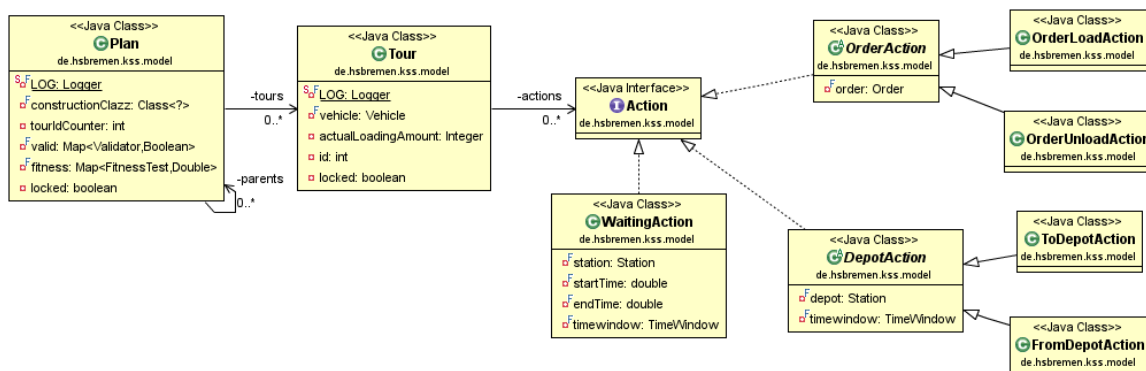 <<Java Class>>
Plan
de.hsbremen.kss.model
LOG: Logger
constructionClazz: Class<?>
tourIdCounter: int
valid: Map<Validator,Boolean>
fitness: Map<FitnessTest,Double>
locked: boolean
-tours
0..*
-parents
0..*
<<Java Class>>
Tour
de.hsbremen.kss.model
LOG: Logger
vehicle: Vehicle
actualLoadingAmount: Integer
id: int
locked: boolean
-actions
0..*
<<Java Interface>>
Action
de.hsbremen.kss.model
<<Java Class>>
WaitingAction
de.hsbremen.kss.model
station: Station
startTime: double
endTime: double
timewindow: TimeWindow
<<Java Class>>
OrderAction
de.hsbremen.kss.model
order: Order
<<Java Class>>
OrderLoadAction
de.hsbremen.kss.model
<<Java Class>>
OrderUnloadAction
de.hsbremen.kss.model
<<Java Class>>
DepotAction
de.hsbremen.kss.model
depot: Station
timewindow: TimeWindow
<<Java Class>>
ToDepotAction
de.hsbremen.kss.model
<<Java Class>>
FromDepotAction
de.hsbremen.kss.model